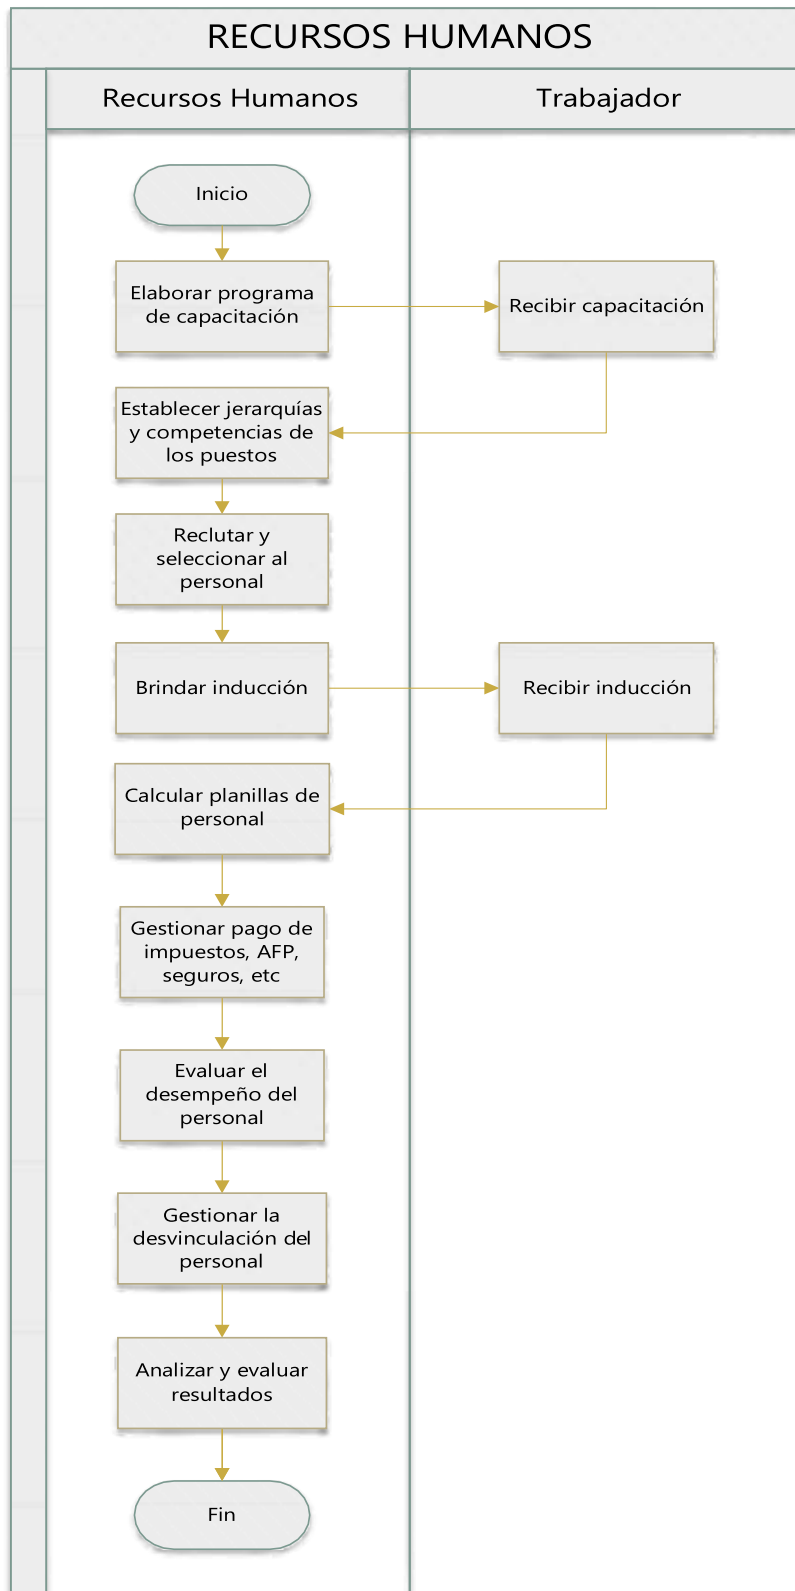 RECURSOS HUMANOS
Recursos Humanos
Trabajador
Inicio
Elaborar programa
de capacitación
Recibir capacitación
Establecer jerarquías
y competencias de
los puestos
Reclutar y
seleccionar al
personal
Brindar inducción
Recibir inducción
Calcular planillas de
personal
Gestionar pago de
impuestos, AFP,
seguros, etc
Evaluar el
desempeño del
personal
Gestionar la
desvinculación del
personal
Analizar y evaluar
resultados
Fin